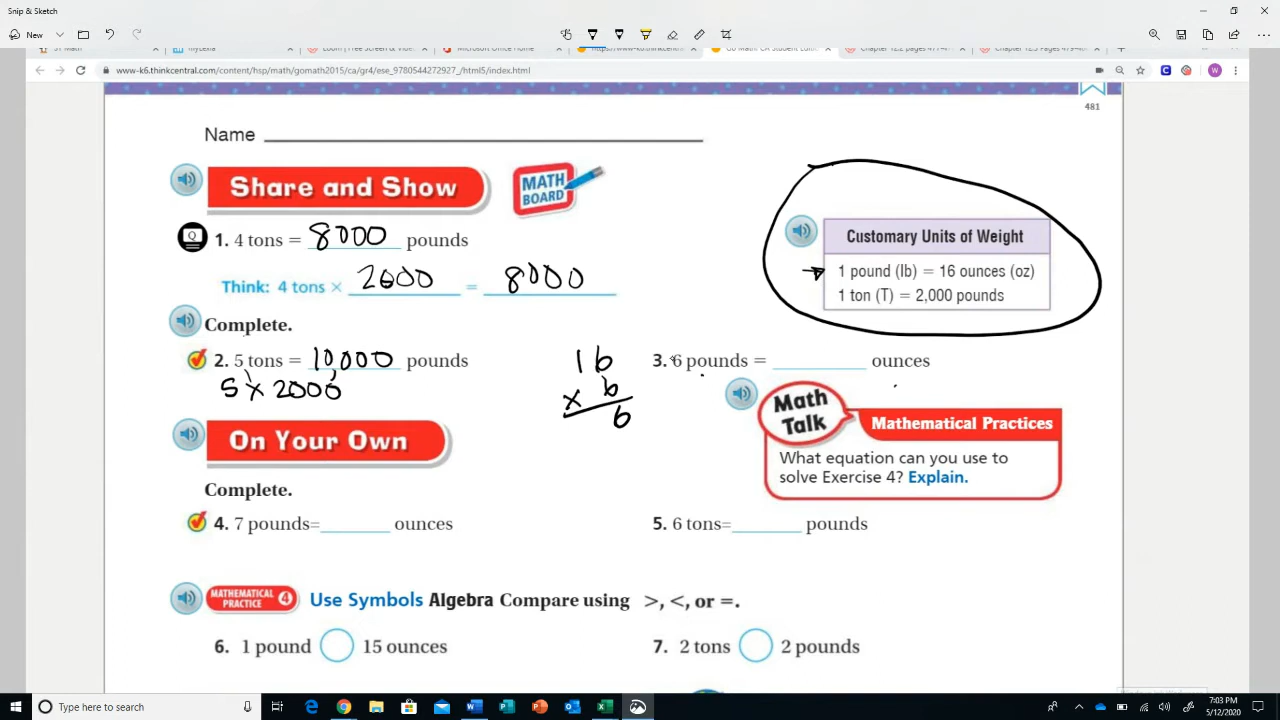 Snip & Sketch
New
Microsoft Office Home
www-k6.thinkcentral.com/content/hsp/math/gomath2015/ca/gr4/ese_9780544272927_/html5/index.html
W
481
Name
Share and Show
MATH BOARD
Customary Units of Weight
1 pound (lb) = 16 ounces (oz)
1 ton (T) = 2,000 pounds
Q
1. 4 tons = 8000 pounds
Think: 4 tons × 2000 = 8000
Complete.
2. 5 tons = 10,000 pounds
5 x 2000
16
x 6
6
3. 6 pounds = ounces
Math Talk
Mathematical Practices
What equation can you use to
solve Exercise 4? Explain.
On Your Own
Complete.
4. 7 pounds= ounces
5. 6 tons= pounds
MATHEMATICAL PRACTICE 4
Use Symbols Algebra Compare using >, <, or =.
6. 1 pound 15 ounces
7. 2 tons 2 pounds
Type here to search
7:03 PM
5/12/2020